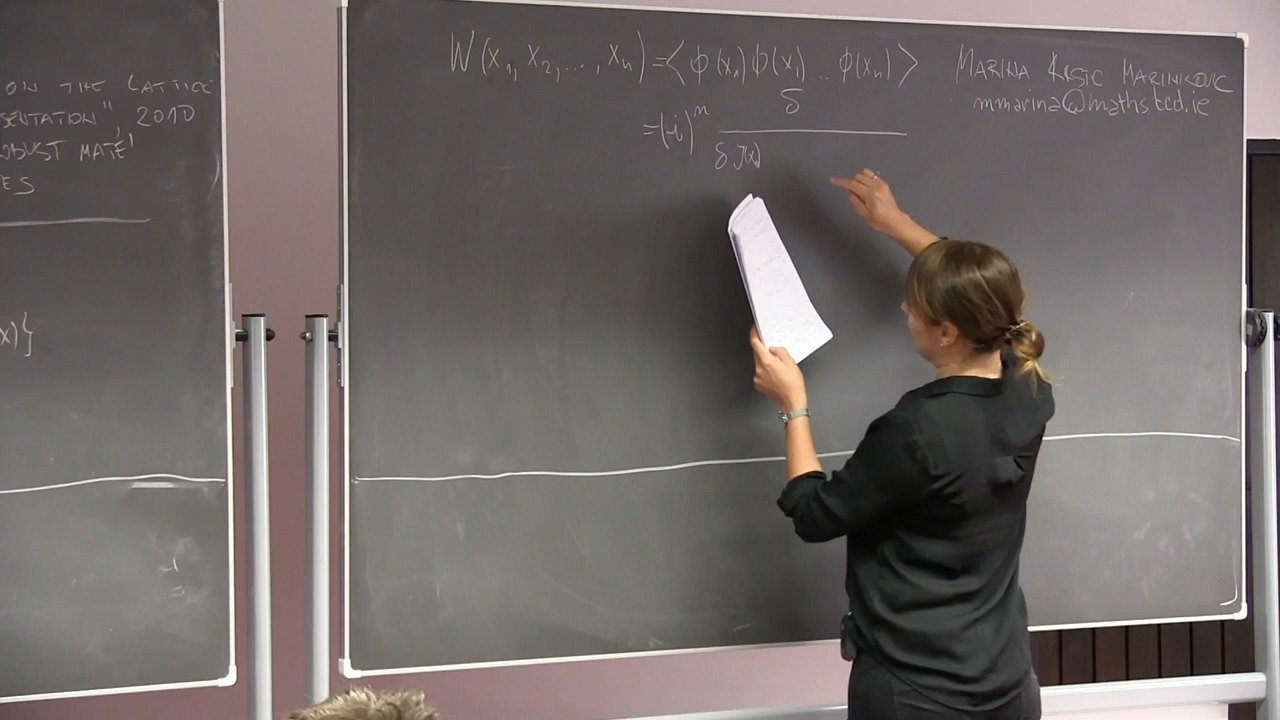 ON THE LATTICE
SENTATION", 2010
OBUST MATE'
ES
x)}
W(x₁, x₂, ..., xₙ) = ⟨ φ(x₁) φ(x₂) .. φ(xₙ) ⟩
= (-i)ⁿ δ / δJ(x₁)
MARINA KRSTIC MARINKOVIC
mmarina@maths.tcd.ie